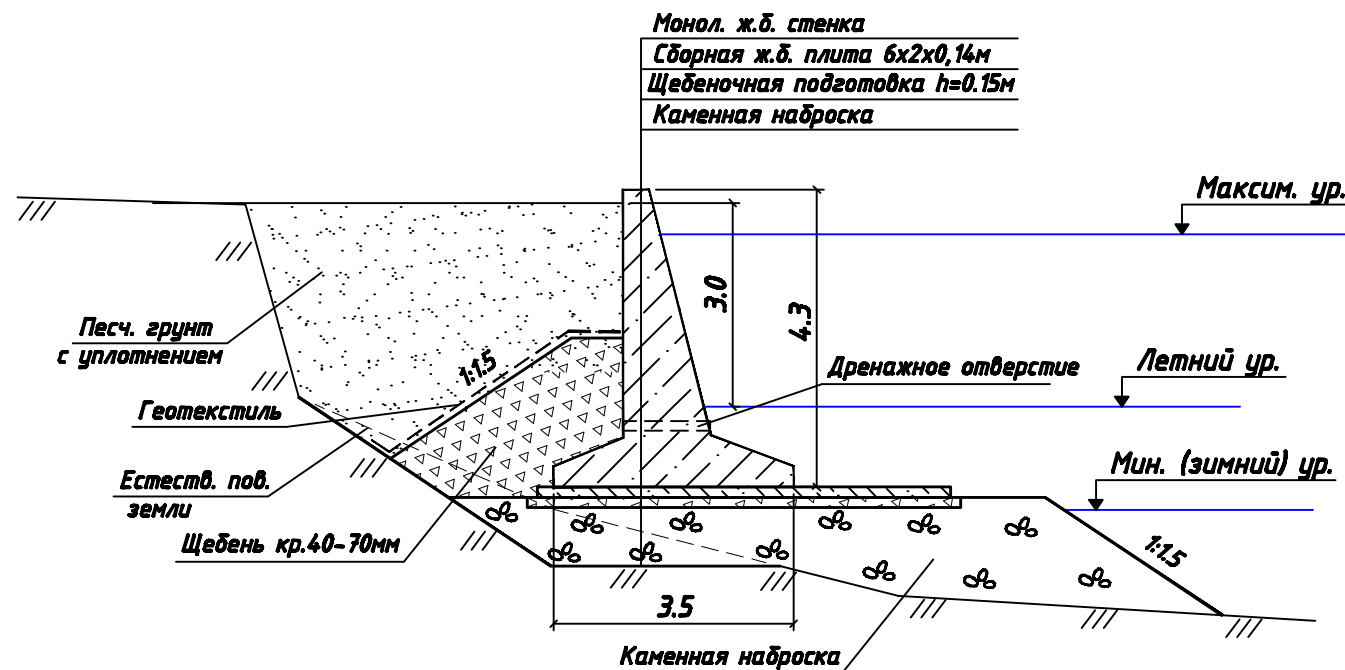 Монол. ж.б. стенка
Сборная ж.б. плита 6х2х0,14м
Щебеночная подготовка h=0.15м
Каменная наброска
Максим. ур.
3.0
4.3
Песч. грунт
с уплотнением
1:1.5
Дренажное отверстие
Летний ур.
Геотекстиль
Естеств. пов.
земли
Мин. (зимний) ур.
Щебень кр.40-70мм
1:1.5
3.5
Каменная наброска